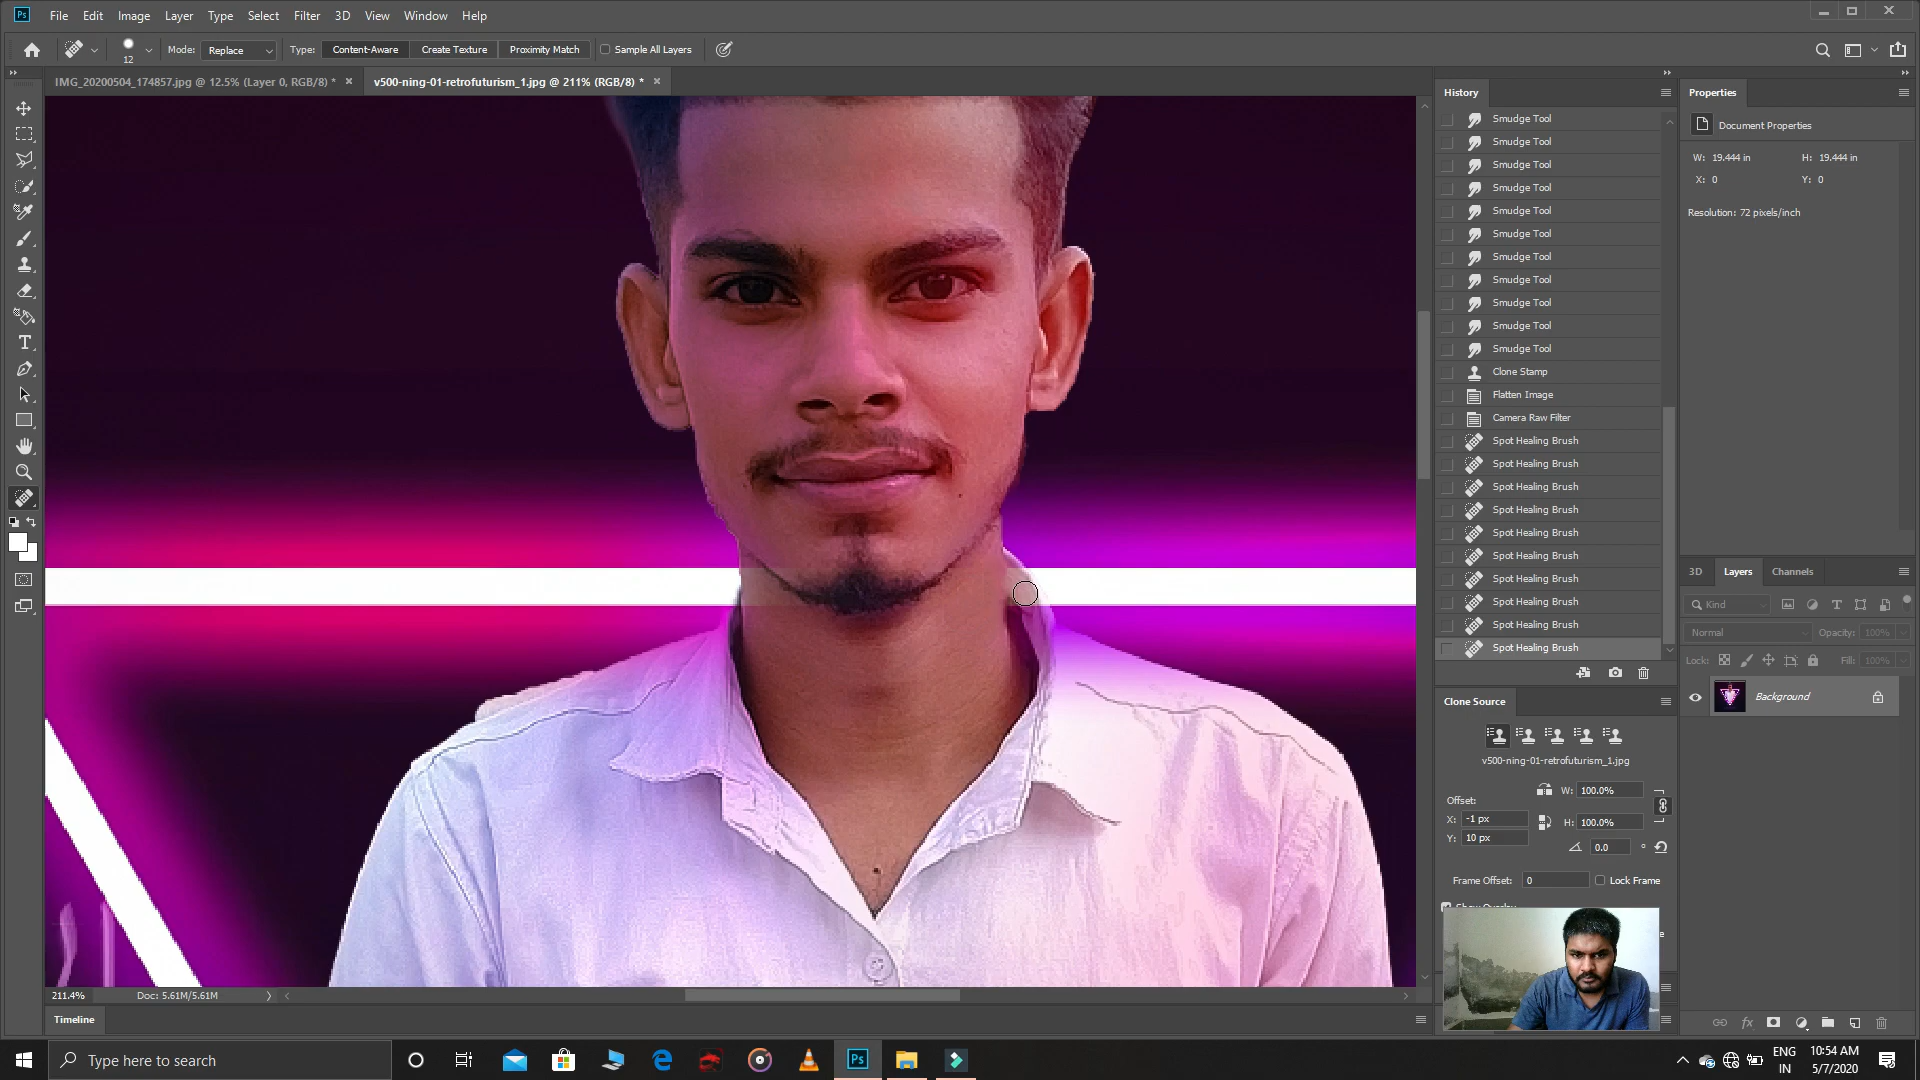 Ps File Edit Image Layer Type Select Filter 3D View Window Help
12 Mode: Replace Type: Content-Aware Create Texture Proximity Match Sample All Layers
IMG_20200504_174857.jpg @ 12.5% (Layer 0, RGB/8) * × v500-ning-01-retrofuturism_1.jpg @ 211% (RGB/8) * ×
History
Smudge Tool
Smudge Tool
Smudge Tool
Smudge Tool
Smudge Tool
Smudge Tool
Smudge Tool
Smudge Tool
Smudge Tool
Smudge Tool
Smudge Tool
Clone Stamp
Flatten Image
Camera Raw Filter
Spot Healing Brush
Spot Healing Brush
Spot Healing Brush
Spot Healing Brush
Spot Healing Brush
Spot Healing Brush
Spot Healing Brush
Spot Healing Brush
Spot Healing Brush
Spot Healing Brush
Clone Source
v500-ning-01-retrofuturism_1.jpg
W: 100.0%
Offset:
X: -1 px
H: 100.0%
Y: 10 px
0.0 °
Frame Offset: 0 Lock Frame
Show Overlay
Properties
Document Properties
W: 19.444 in H: 19.444 in
X: 0 Y: 0
Resolution: 72 pixels/inch
3D Layers Channels
Kind
Normal Opacity: 100%
Lock: Fill: 100%
Background
211.4% Doc: 5.61M/5.61M
Timeline
Type here to search
Ps
ENG
IN
10:54 AM
5/7/2020